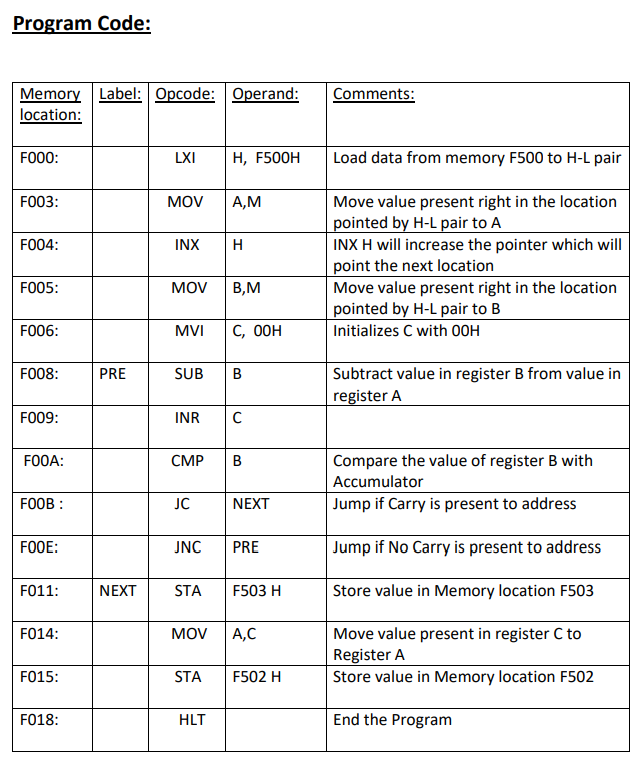 Program Code:
Memory location: Label: Opcode: Operand: Comments:
F000: LXI H, F500H Load data from memory F500 to H-L pair
F003: MOV A,M Move value present right in the location
pointed by H-L pair to A
F004: INX H INX H will increase the pointer which will
point the next location
F005: MOV B,M Move value present right in the location
pointed by H-L pair to B
F006: MVI C, 00H Initializes C with 00H
F008: PRE SUB B Subtract value in register B from value in
register A
F009: INR C
F00A: CMP B Compare the value of register B with
Accumulator
F00B : JC NEXT Jump if Carry is present to address
F00E: JNC PRE Jump if No Carry is present to address
F011: NEXT STA F503 H Store value in Memory location F503
F014: MOV A,C Move value present in register C to
Register A
F015: STA F502 H Store value in Memory location F502
F018: HLT End the Program